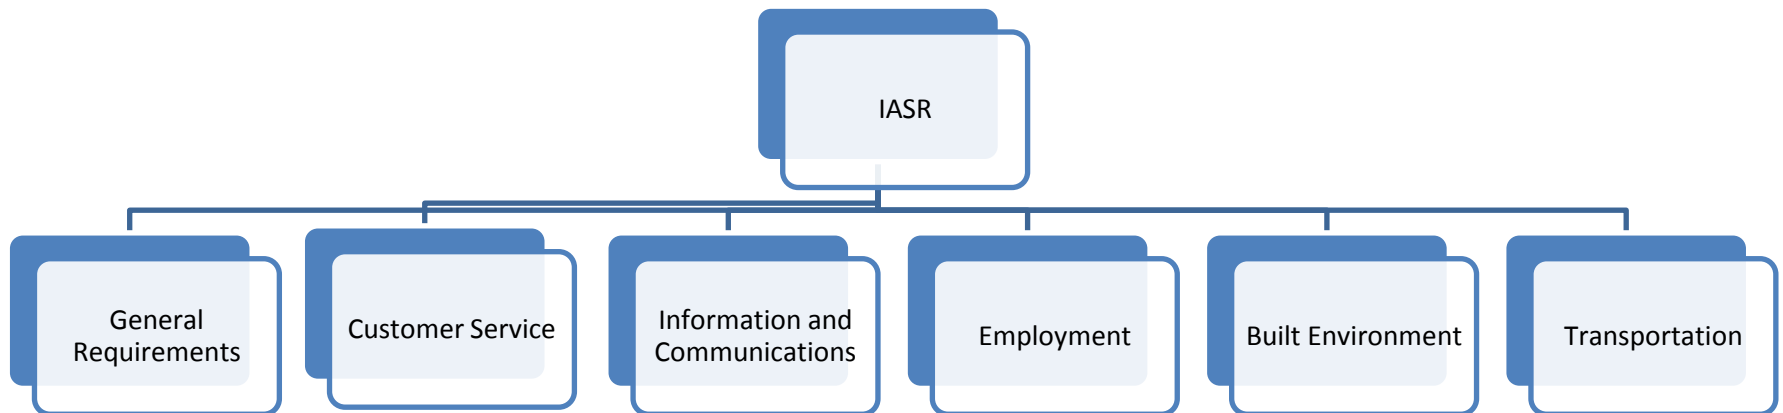 IASR
General
Requirements
Customer Service
Information and
Communications
Employment
Built Environment
Transportation